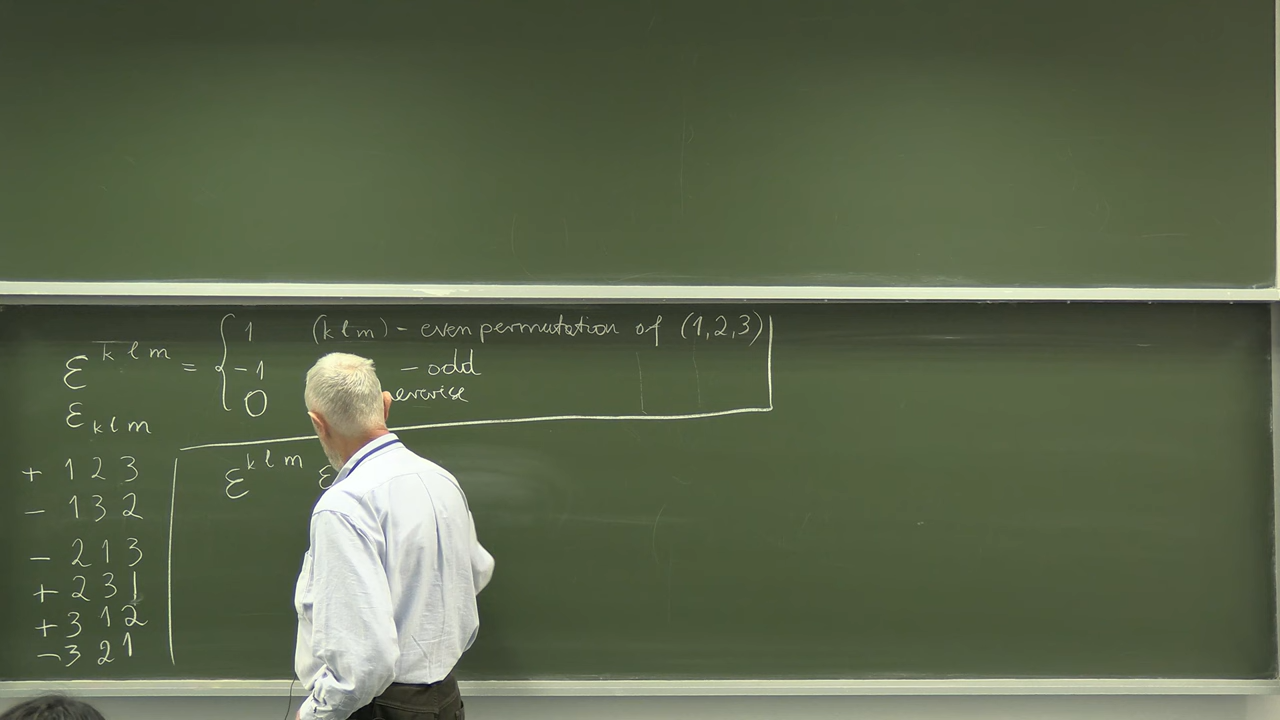 ε^{klm} = { 1 (klm) – even permutation of (1,2,3)
– 1 – odd
0 erwise
ε_{klm}
+ 1 2 3
– 1 3 2
– 2 1 3
+ 2 3 1
+ 3 1 2
– 3 2 1
ε^{klm} ε